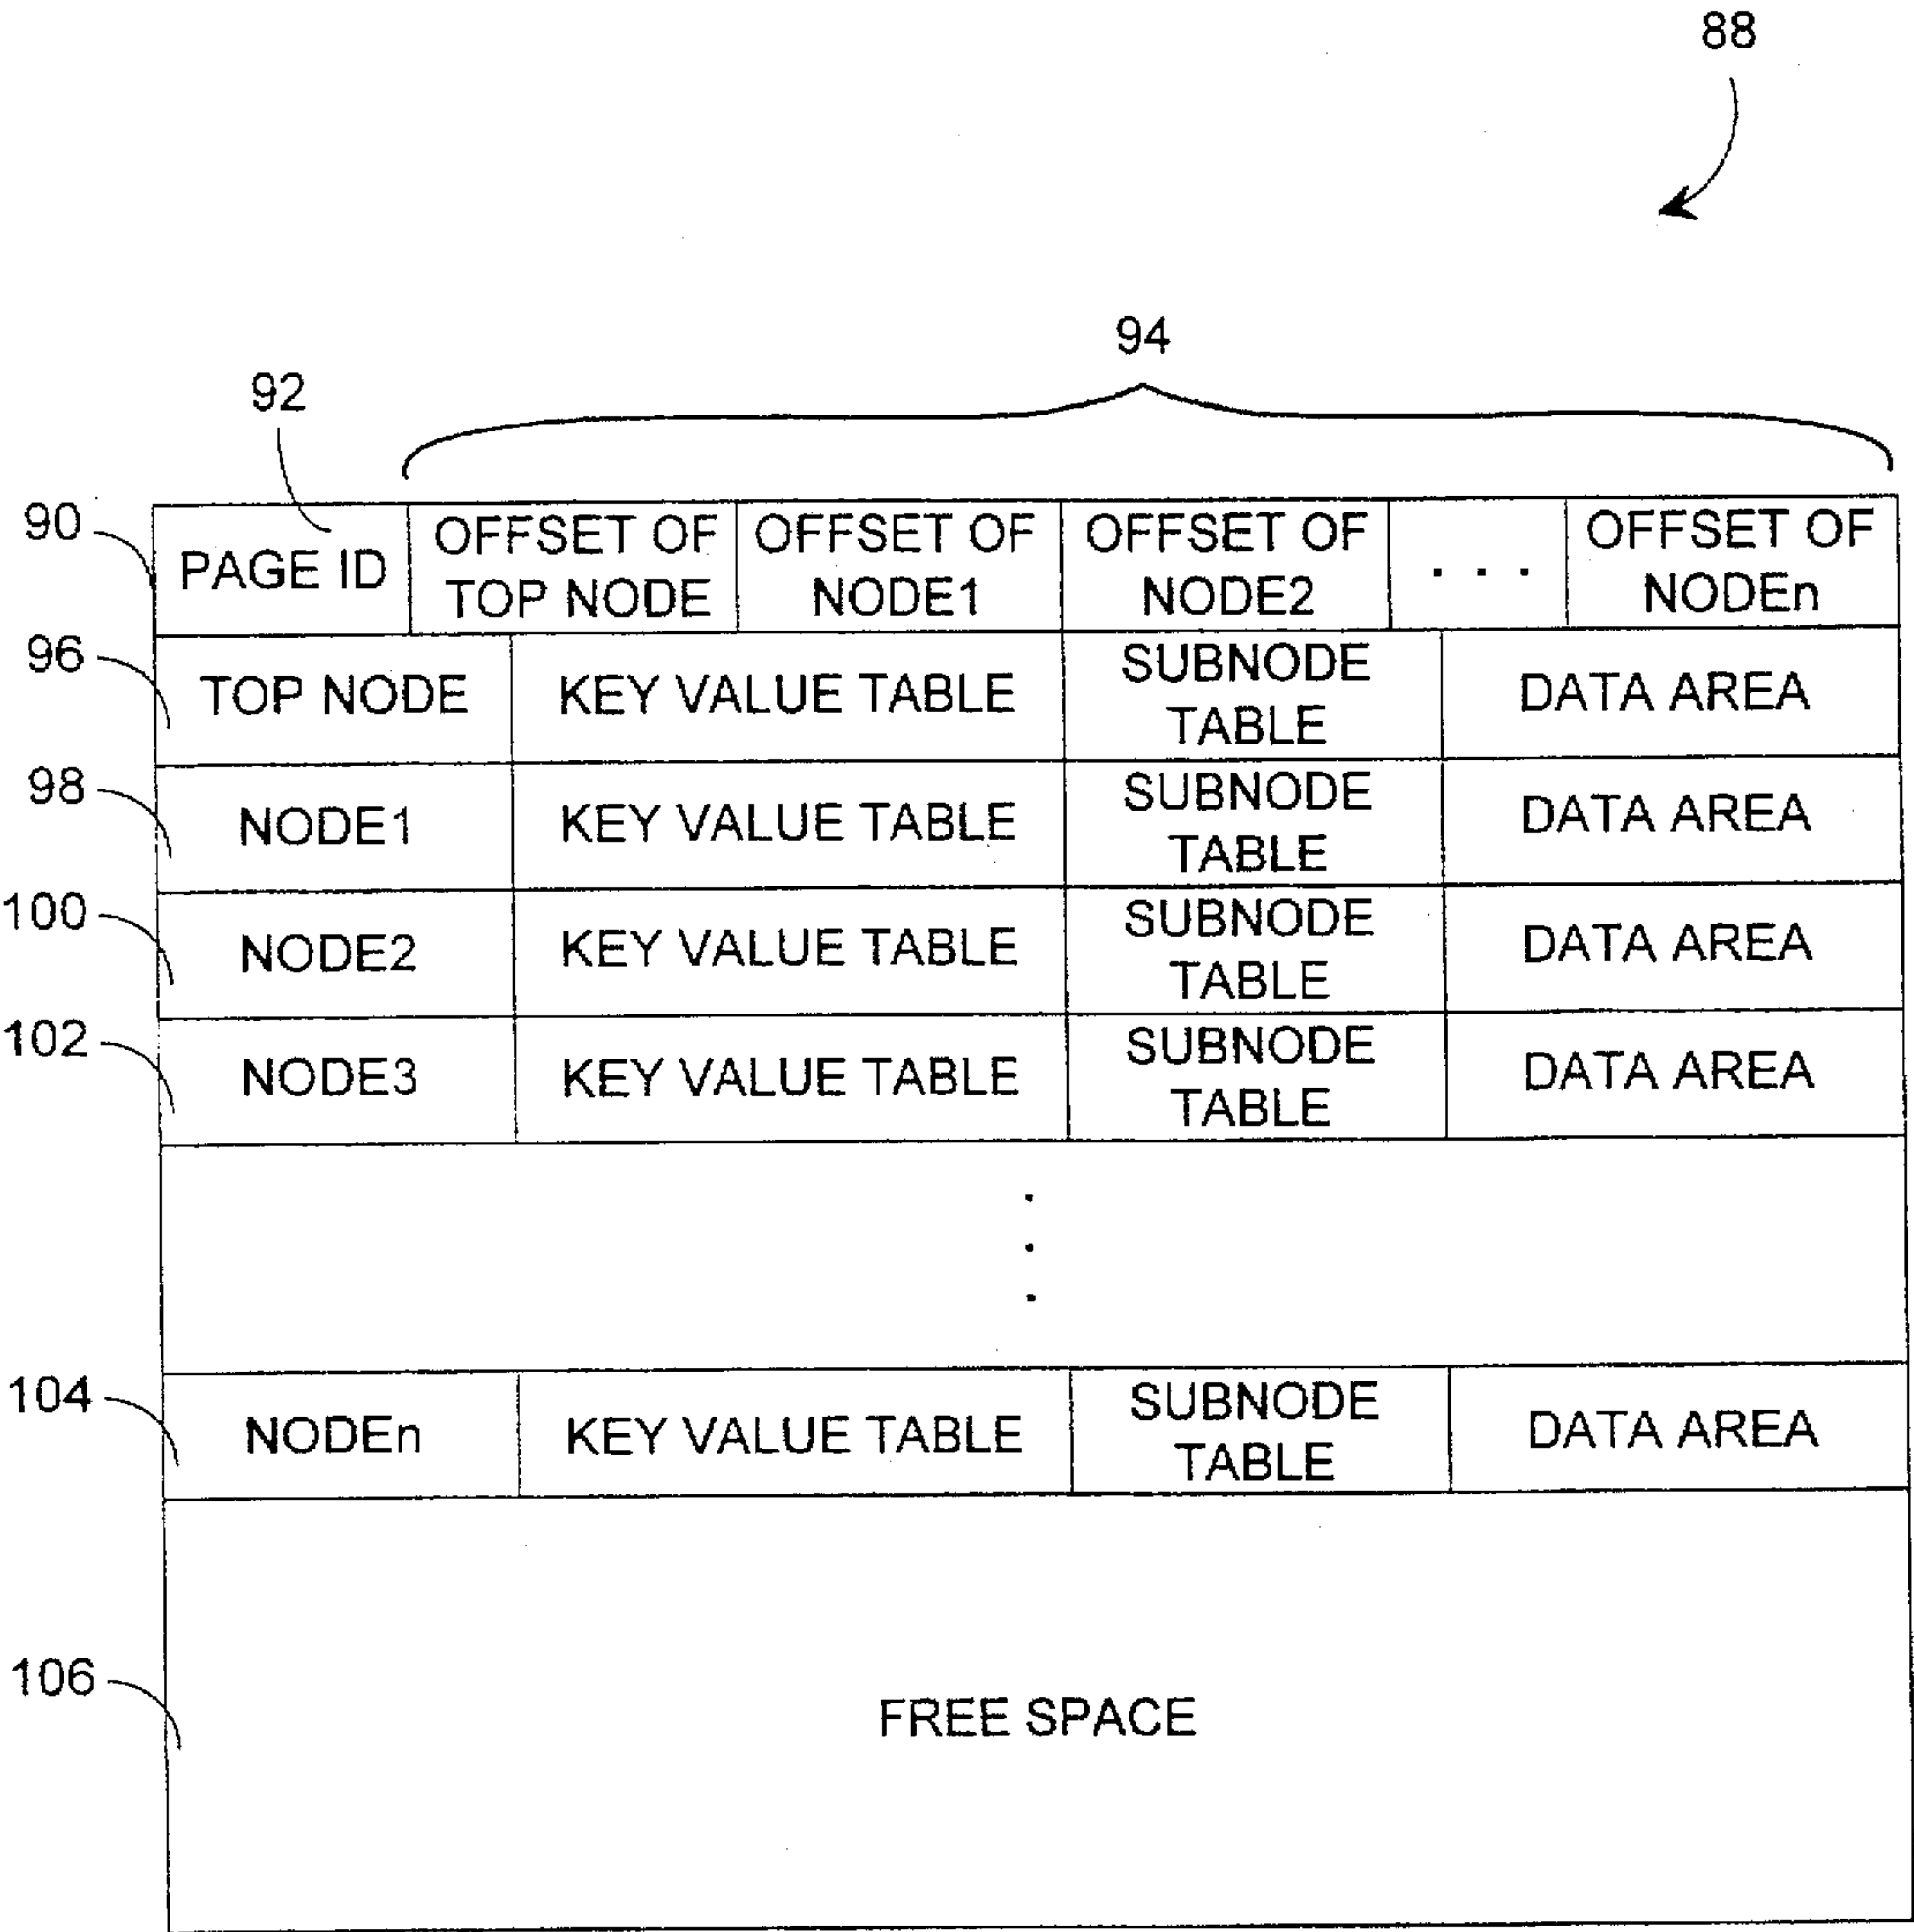 88
94
92
90
PAGE ID
OFFSET OF
TOP NODE
OFFSET OF
NODE1
OFFSET OF
NODE2
. . .
OFFSET OF
NODEn
96
TOP NODE
KEY VALUE TABLE
SUBNODE
TABLE
DATA AREA
98
NODE1
KEY VALUE TABLE
SUBNODE
TABLE
DATA AREA
100
NODE2
KEY VALUE TABLE
SUBNODE
TABLE
DATA AREA
102
NODE3
KEY VALUE TABLE
SUBNODE
TABLE
DATA AREA
.
.
.
104
NODEn
KEY VALUE TABLE
SUBNODE
TABLE
DATA AREA
106
FREE SPACE